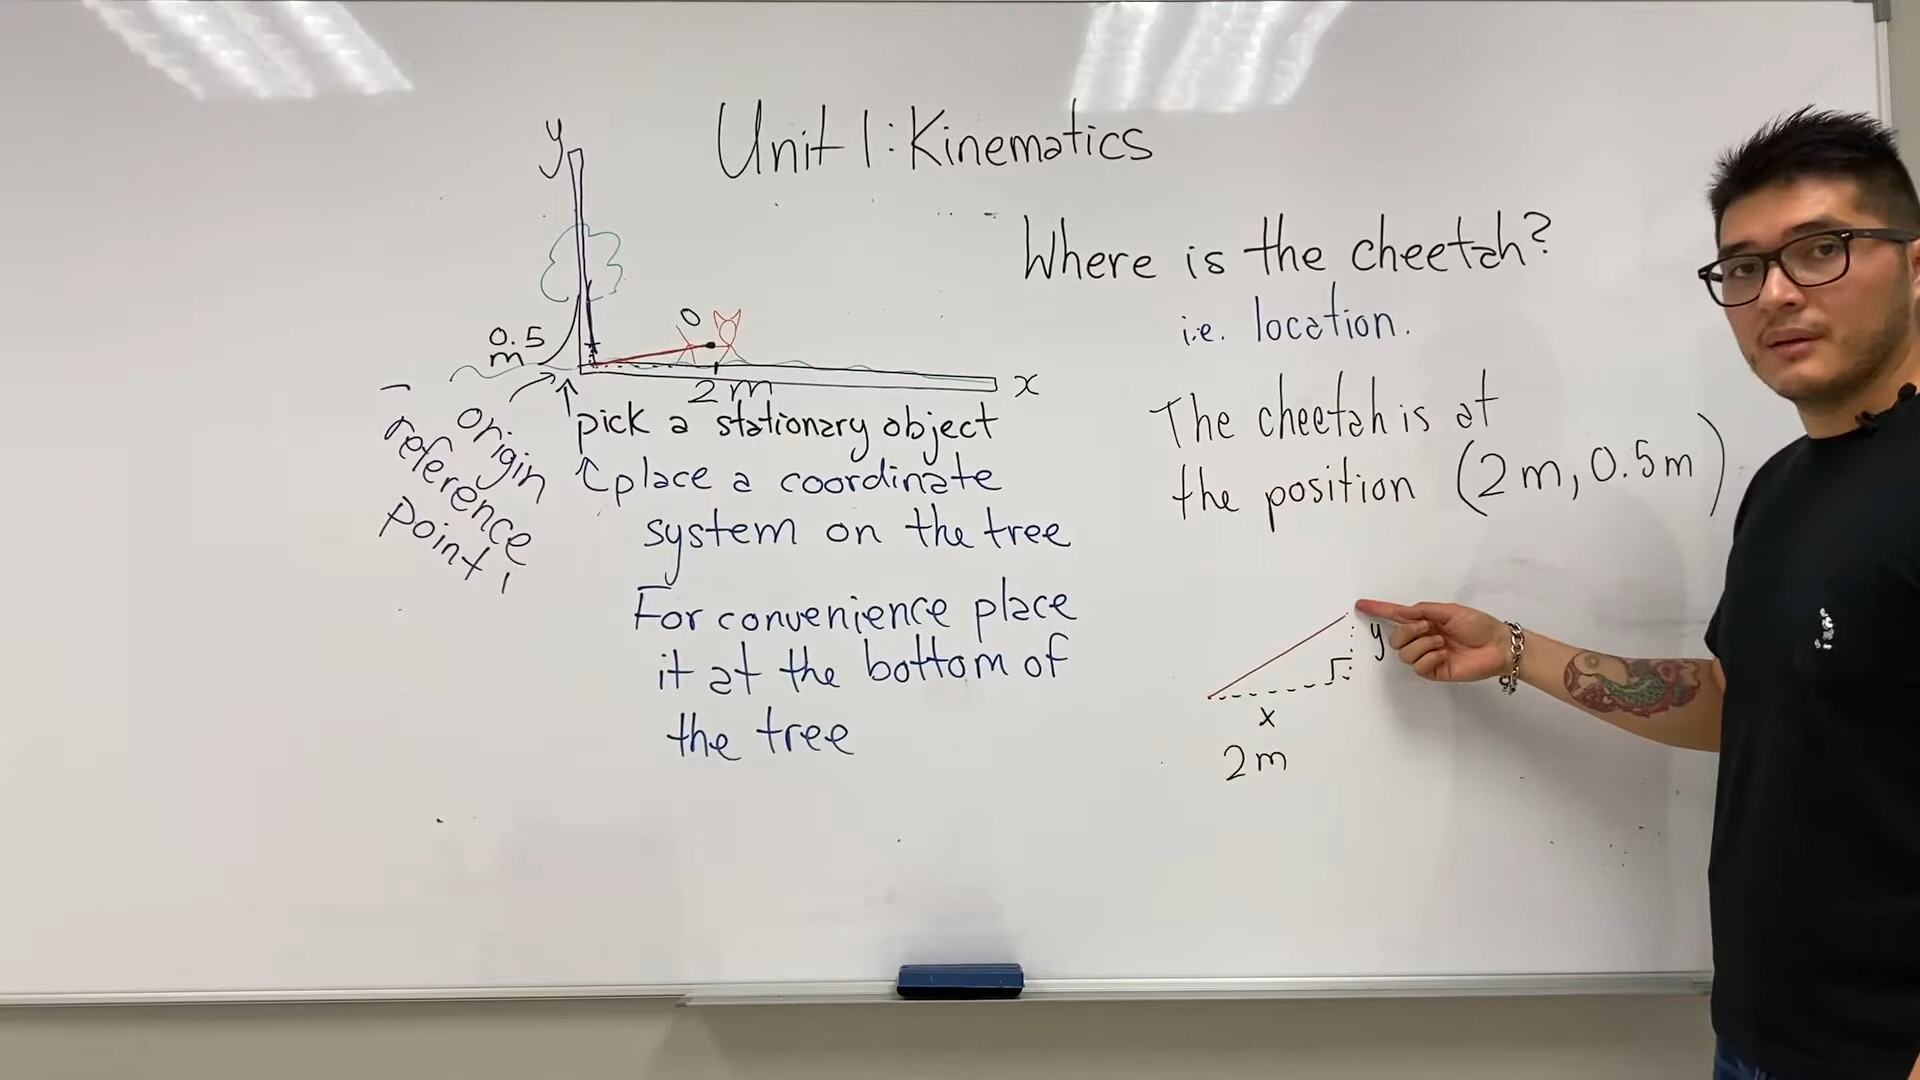 Unit 1: Kinematics
y
0.5
m
2 m
x
origin
reference
point
pick a stationary object
place a coordinate
system on the tree
For convenience place
it at the bottom of
the tree
Where is the cheetah?
i.e. location.
The cheetah is at
the position (2m, 0.5m)
y
x
2m